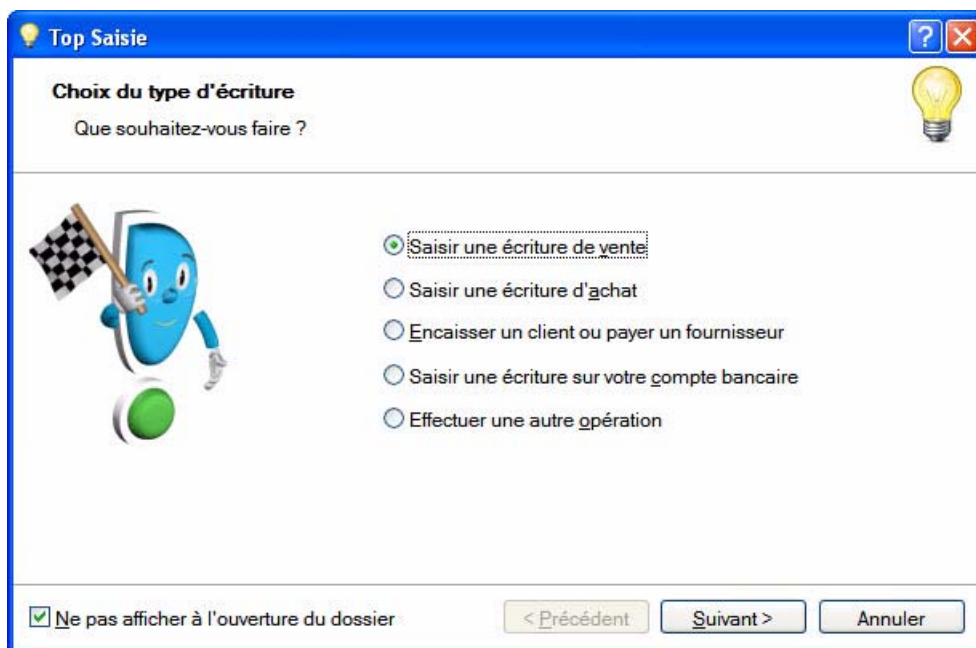 Top Saisie
Choix du type d'écriture
Que souhaitez-vous faire ?
Saisir une écriture de vente
Saisir une écriture d'achat
Encaisser un client ou payer un fournisseur
Saisir une écriture sur votre compte bancaire
Effectuer une autre opération
Ne pas afficher à l'ouverture du dossier
< Précédent
Suivant >
Annuler